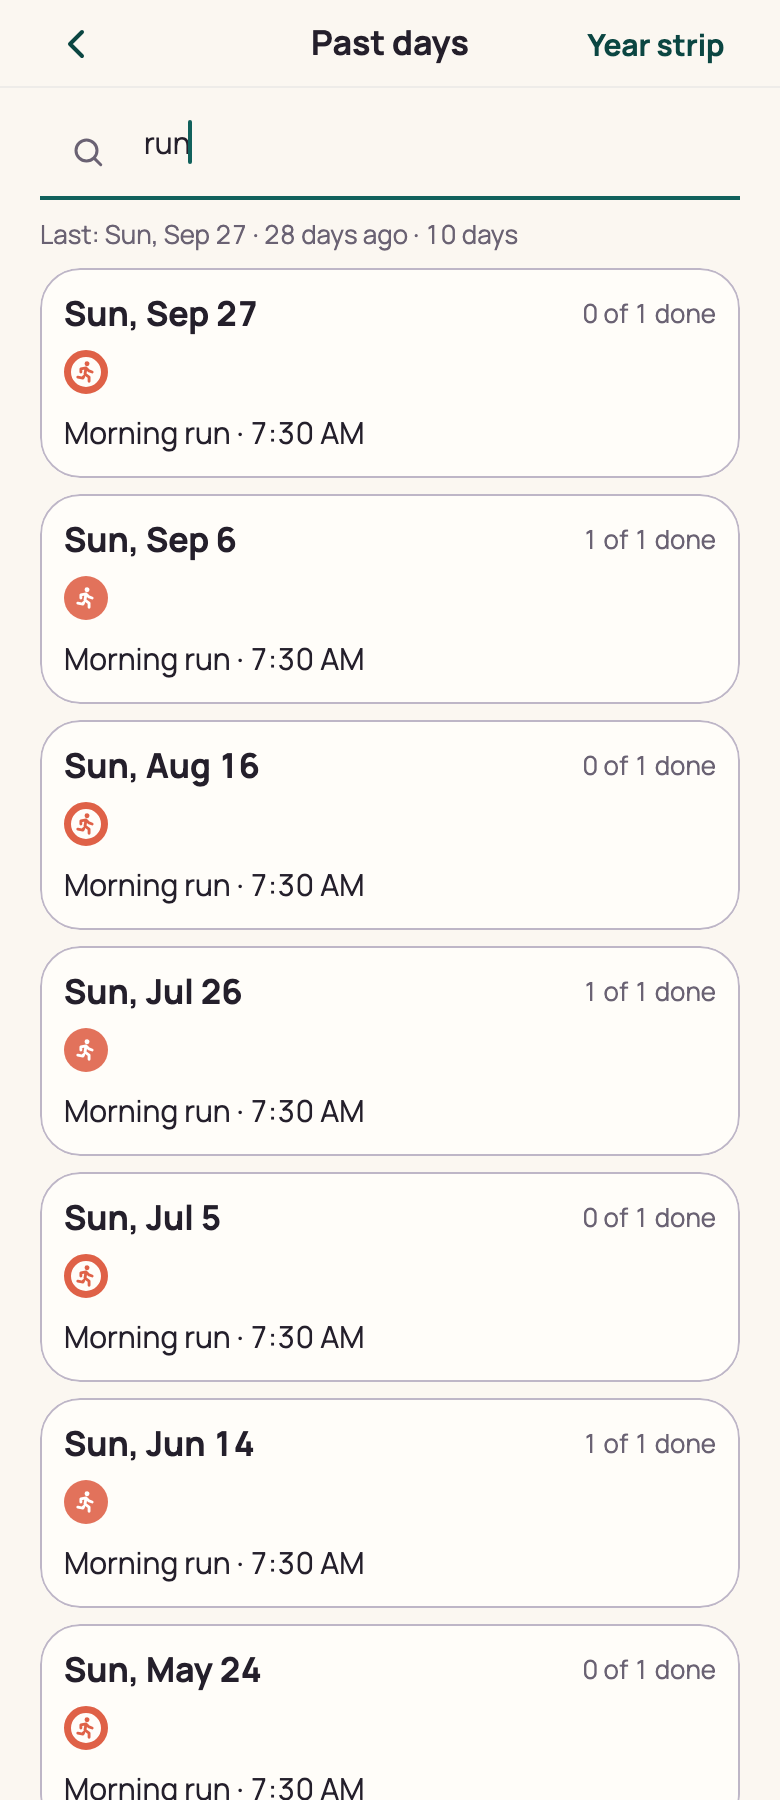 Past days
Year strip
run
Last: Sun, Sep 27 · 28 days ago · 10 days
Sun, Sep 27
0 of 1 done
Morning run · 7:30 AM
Sun, Sep 6
1 of 1 done
Morning run · 7:30 AM
Sun, Aug 16
0 of 1 done
Morning run · 7:30 AM
Sun, Jul 26
1 of 1 done
Morning run · 7:30 AM
Sun, Jul 5
0 of 1 done
Morning run · 7:30 AM
Sun, Jun 14
1 of 1 done
Morning run · 7:30 AM
Sun, May 24
0 of 1 done
Morning run · 7:30 AM